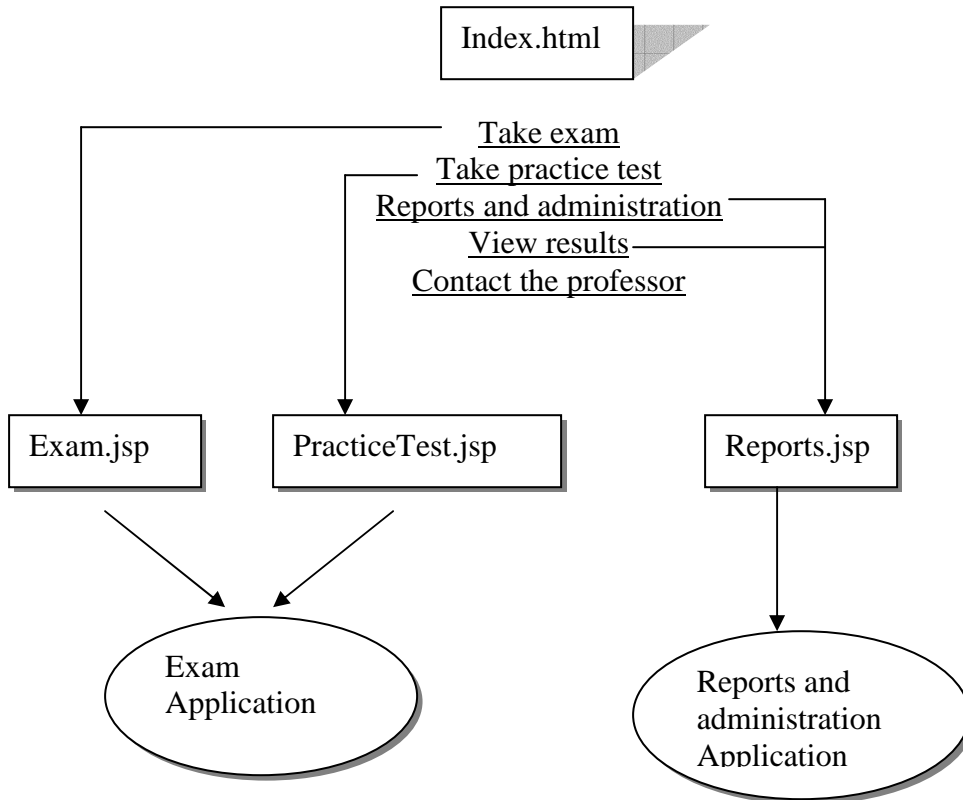 Index.html
Take exam
Take practice test
Reports and administration
View results
Contact the professor
Exam.jsp
PracticeTest.jsp
Reports.jsp
Exam
Application
Reports and
administration
Application